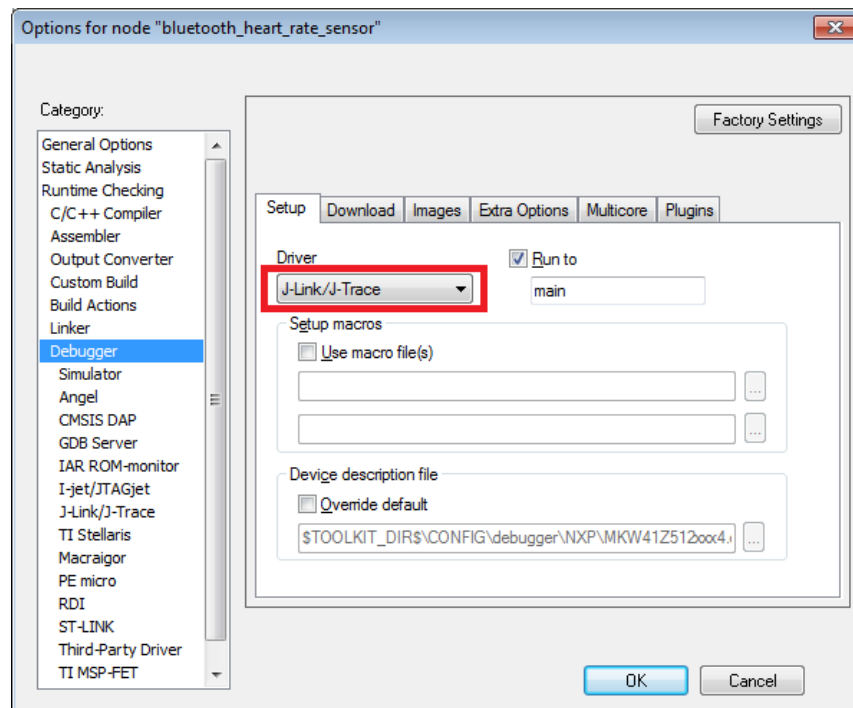 Options for node "bluetooth_heart_rate_sensor"
Category:
Factory Settings
General Options
Static Analysis
Runtime Checking
C/C++ Compiler
Assembler
Output Converter
Custom Build
Build Actions
Linker
Debugger
Simulator
Angel
CMSIS DAP
GDB Server
IAR ROM-monitor
I-jet/JTAGjet
J-Link/J-Trace
TI Stellaris
Macraigor
PE micro
RDI
ST-LINK
Third-Party Driver
TI MSP-FET
Setup Download Images Extra Options Multicore Plugins
Driver
Run to
J-Link/J-Trace
main
Setup macros
Use macro file(s)
...
...
Device description file
Override default
$TOOLKIT_DIR$\CONFIG\debugger\NXP\MKW41Z512xxx4. ...
OK Cancel